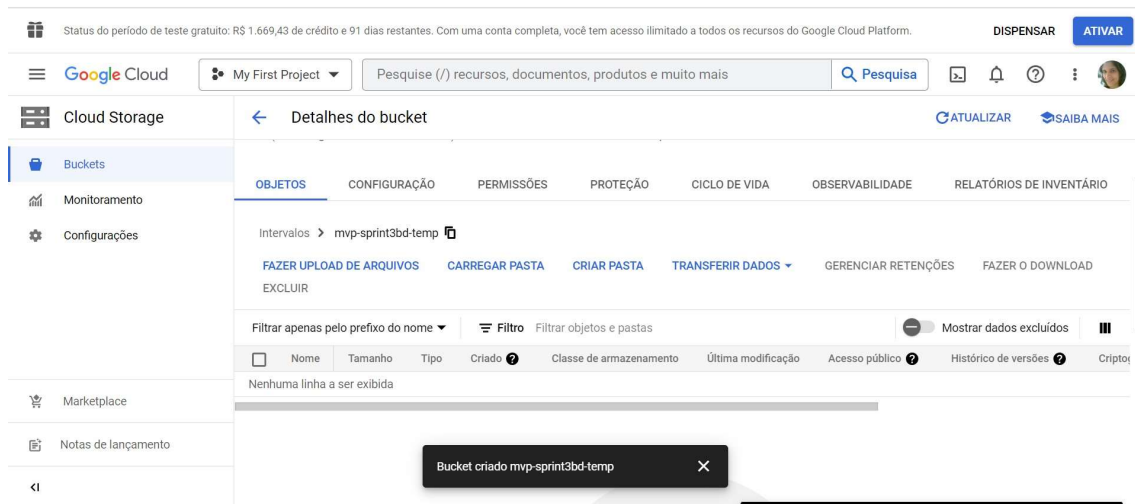 Status do período de teste gratuito: R$ 1.669,43 de crédito e 91 dias restantes. Com uma conta completa, você tem acesso ilimitado a todos os recursos do Google Cloud Platform.
DISPENSAR
ATIVAR
Google Cloud
My First Project
Pesquise (/) recursos, documentos, produtos e muito mais
Pesquisa
Cloud Storage
Detalhes do bucket
ATUALIZAR
SAIBA MAIS
Buckets
Monitoramento
Configurações
OBJETOS CONFIGURAÇÃO PERMISSÕES PROTEÇÃO CICLO DE VIDA OBSERVABILIDADE RELATÓRIOS DE INVENTÁRIO
Intervalos > mvp-sprint3bd-temp
FAZER UPLOAD DE ARQUIVOS CARREGAR PASTA CRIAR PASTA TRANSFERIR DADOS GERENCIAR RETENÇÕES FAZER O DOWNLOAD
EXCLUIR
Filtrar apenas pelo prefixo do nome Filtro Filtrar objetos e pastas Mostrar dados excluídos
Nome Tamanho Tipo Criado Classe de armazenamento Última modificação Acesso público Histórico de versões Criptog
Nenhuma linha a ser exibida
Marketplace
Notas de lançamento
Bucket criado mvp-sprint3bd-temp